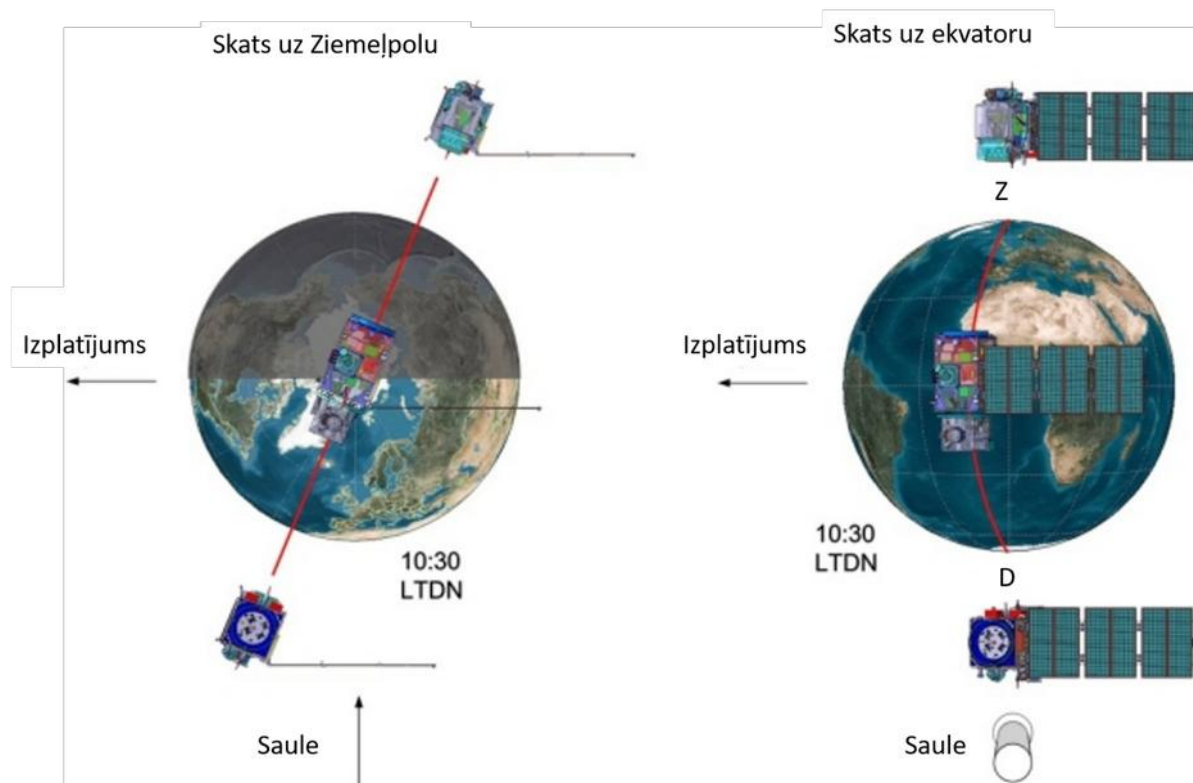 Skats uz Ziemeļpolu
Izplatījums
10:30
LTDN
Saule
Skats uz ekvatoru
Z
Izplatījums
10:30
LTDN
D
Saule